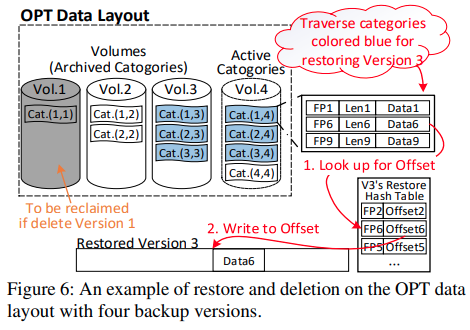 OPT Data Layout
Volumes
(Archived Catogories)
Active
Catogories
Vol.1
Vol.2
Vol.3
Vol.4
Cat.(1,1)
Cat.(1,2)
Cat.(2,2)
Cat.(1,3)
Cat.(2,3)
Cat.(3,3)
Cat.(1,4)
Cat.(2,4)
Cat.(3,4)
Cat.(4,4)
To be reclaimed
if delete Version 1
Traverse categories
colored blue for
restoring Version 3
FP1 Len1 Data1
FP6 Len6 Data6
FP9 Len9 Data9
1. Look up for Offset
V3's Restore
Hash Table
FP2 Offset2
FP6 Offset6
FP5 Offset5
...
2. Write to Offset
Restored Version 3
Data6
Figure 6: An example of restore and deletion on the OPT data
layout with four backup versions.